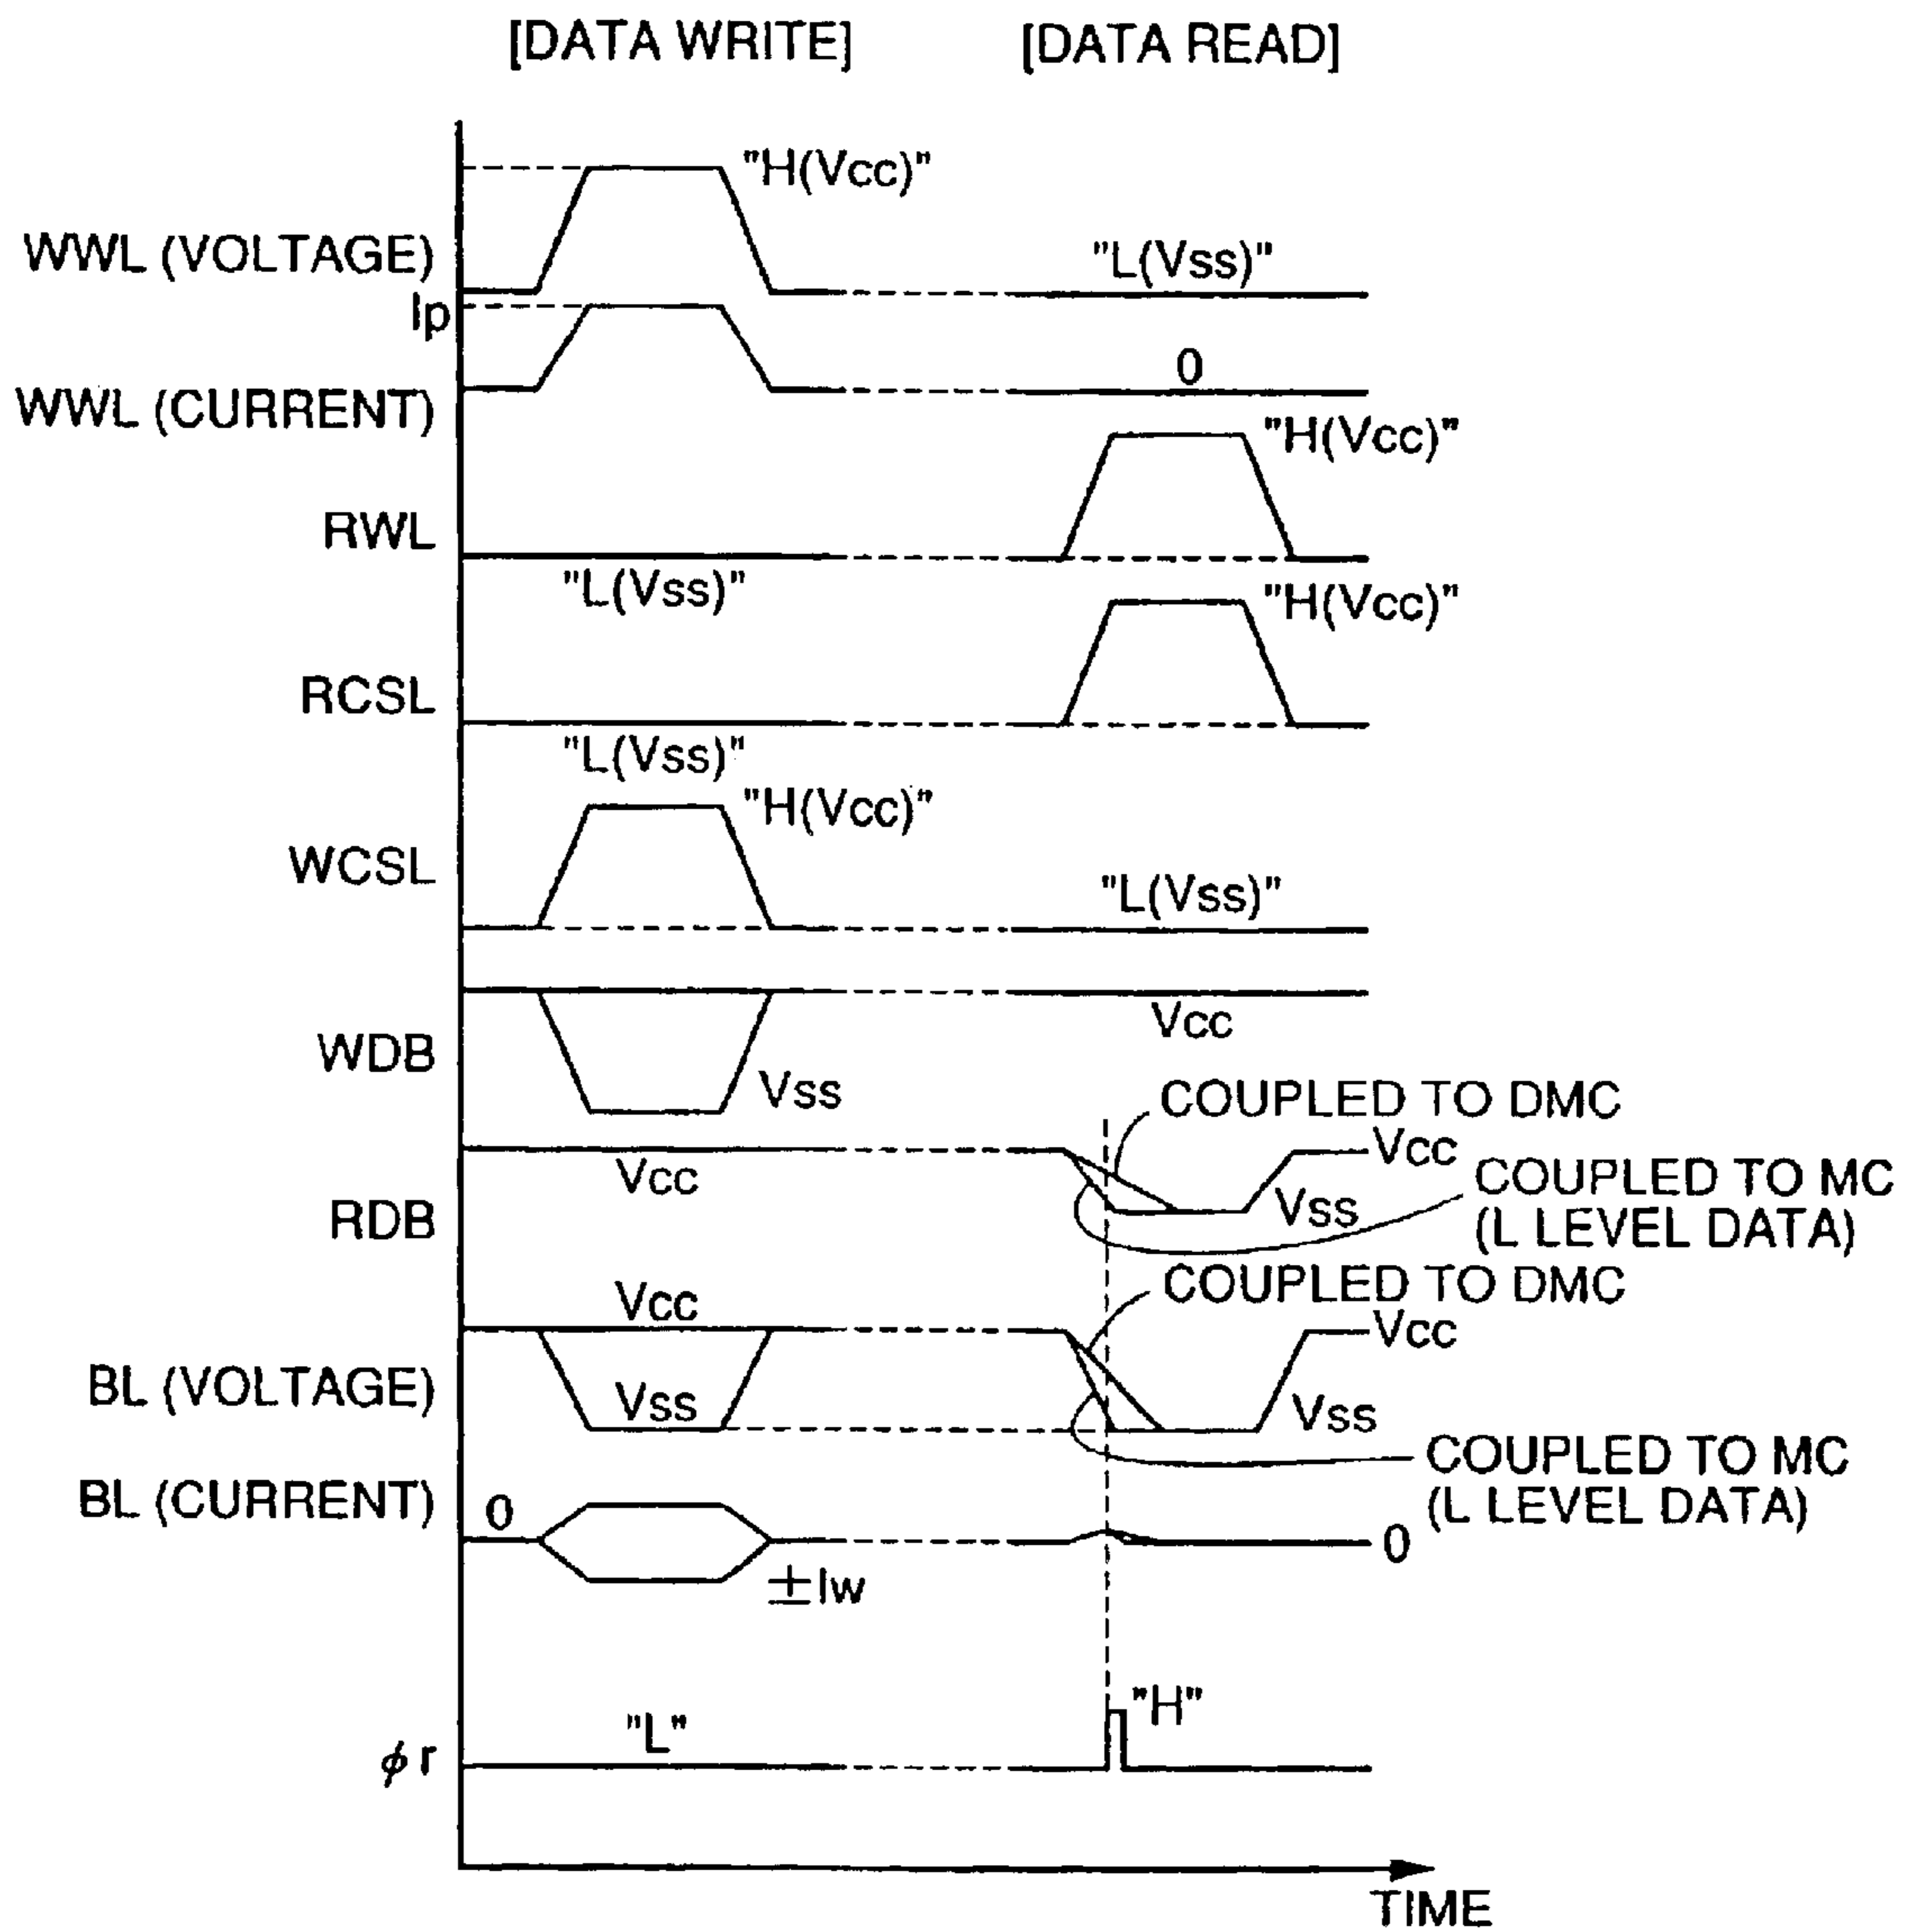 [DATA WRITE] [DATA READ]
"H(Vcc)"
WWL (VOLTAGE)
"L(Vss)"
Ip
0
WWL (CURRENT)
"H(Vcc)"
RWL
"L(Vss)"
"H(Vcc)"
RCSL
"L(Vss)"
"H(Vcc)"
WCSL
"L(Vss)"
Vcc
WDB
Vss
COUPLED TO DMC
Vcc
Vcc
COUPLED TO MC
(L LEVEL DATA)
RDB
Vss
COUPLED TO DMC
Vcc
Vcc
BL (VOLTAGE)
Vss
Vss
COUPLED TO MC
(L LEVEL DATA)
BL (CURRENT)
0
0
±Iw
"H"
"L"
ϕr
TIME